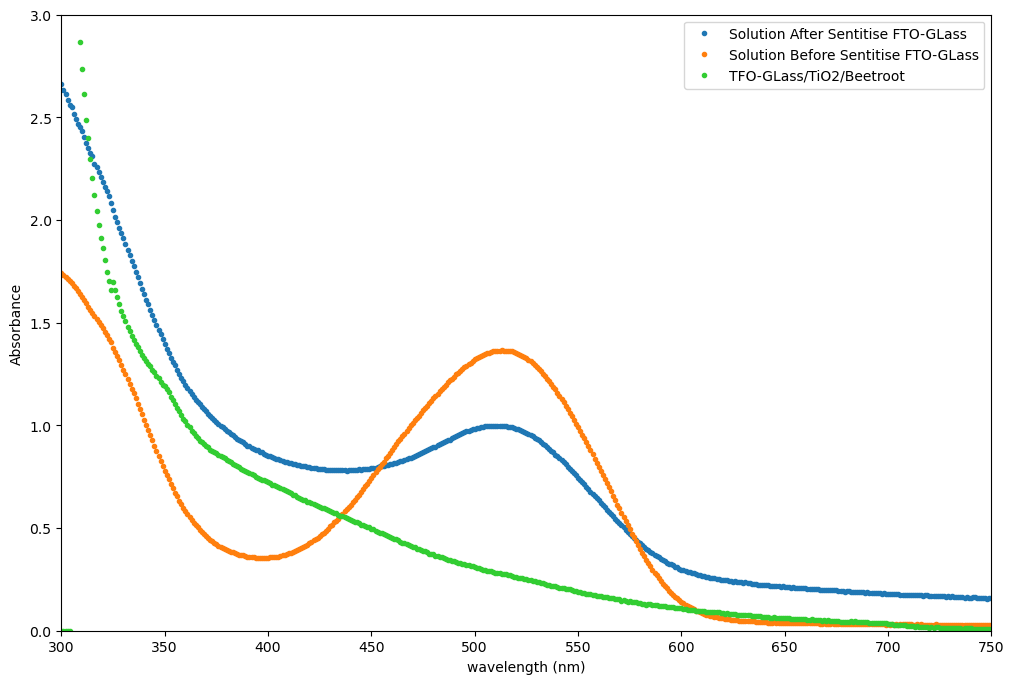 3.0
2.5
2.0
1.5
1.0
0.5
0.0
Absorbance
300 350 400 450 500 550 600 650 700 750
wavelength (nm)
Solution After Sentitise FTO-GLass
Solution Before Sentitise FTO-GLass
TFO-GLass/TiO2/Beetroot